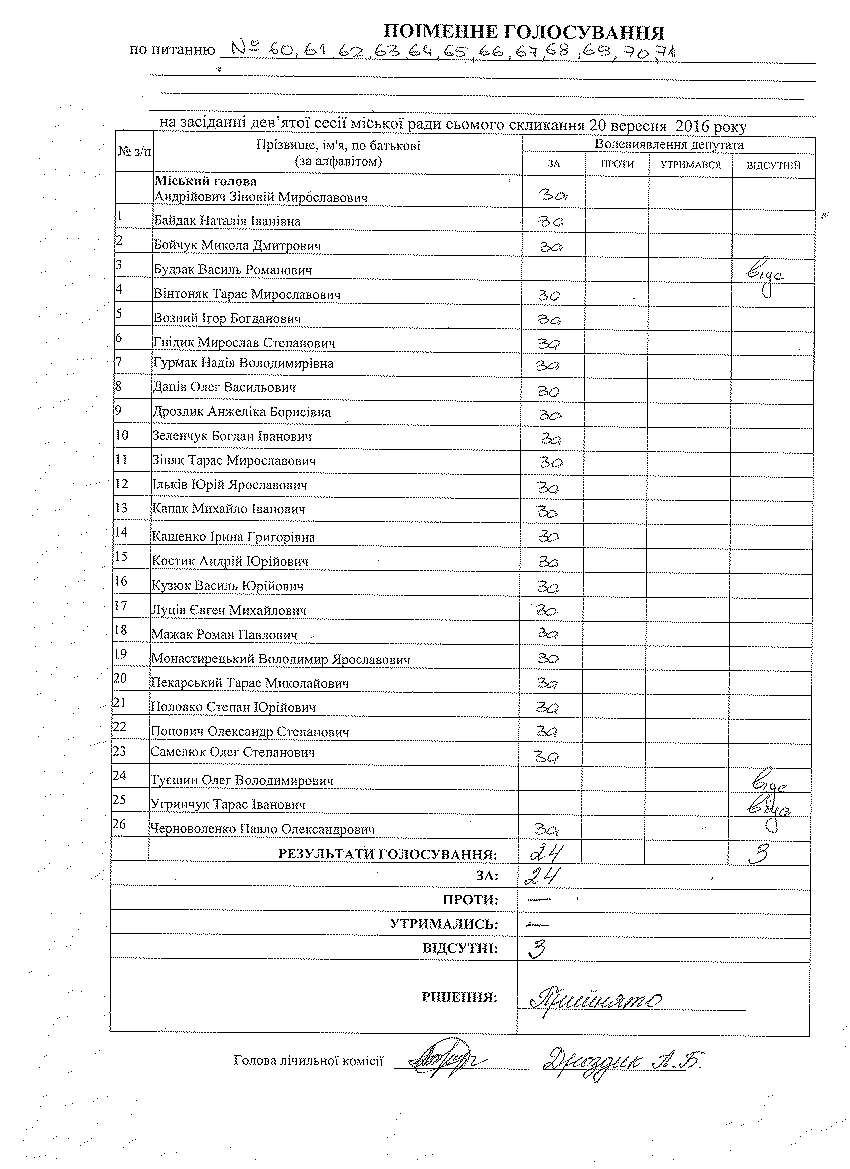 ПОІМЕННЕ ГОЛОСУВАННЯ
по питанню № 60, 61 62, 63, 64, 65, 66, 67, 68, 69, 70, 71
на засіданні дев'ятої сесії міської ради сьомого скликання 20 вересня 2016 року
№ з/п Прізвище, ім'я, по батькові (за алфавітом) Волевиявлення депутата
ЗА ПРОТИ УТРИМАВСЯ ВІДСУТНІЙ
Міський голова
Андрійович Зіновій Мирославович за
1 Байдак Наталія Іванівна за
2 Бойчук Микола Дмитрович за
3 Будзак Василь Романович відс
4 Вінтоняк Тарас Мирославович за
5 Возний Ігор Богданович за
6 Гнідик Мирослав Степанович за
7 Гурмак Надія Володимирівна за
8 Даців Олег Васильович за
9 Дроздик Анжеліка Борисівна за
10 Зеленчук Богдан Іванович за
11 Зіняк Тарас Мирославович за
12 Ільків Юрій Ярославович за
13 Капак Михайло Іванович за
14 Кащенко Ірина Григорівна за
15 Костик Андрій Юрійович за
16 Кузюк Василь Юрійович за
17 Луців Євген Михайлович за
18 Мажак Роман Павлович за
19 Монастирецький Володимир Ярославович за
20 Пекарський Тарас Миколайович за
21 Половко Степан Юрійович за
22 Попович Олександр Степанович за
23 Самелюк Олег Степанович за
24 Туєшин Олег Володимирович відс
25 Угринчук Тарас Іванович відс
26 Черноволенко Павло Олександрович за
РЕЗУЛЬТАТИ ГОЛОСУВАННЯ: 24 3
ЗА: 24
ПРОТИ: —
УТРИМАЛИСЬ: —
ВІДСУТНІ: 3
РІШЕННЯ: Прийнято
Голова лічильної комісії Дроздик А.Б.